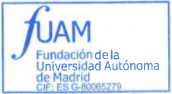 fUAM
Fundación de la
Universidad Autónoma
de Madrid
CIF: ES G-80065279